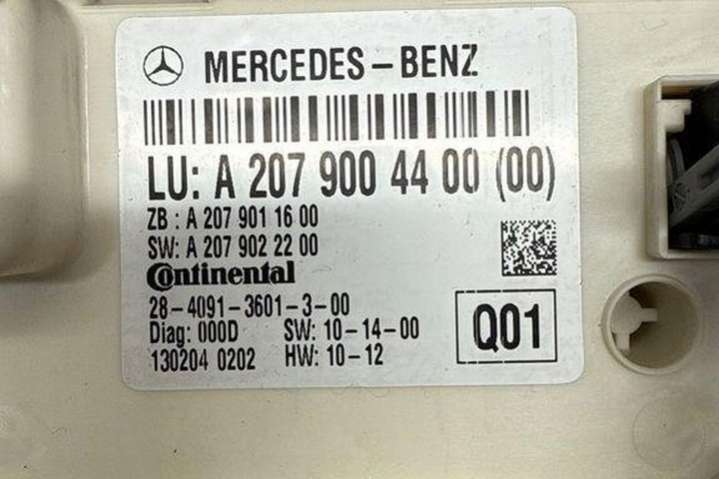 MERCEDES-BENZ
LU: A 207 900 44 00 (00)
ZB : A 207 901 16 00
SW: A 207 902 22 00
Continental
28-4091-3601-3-00
Diag: 000D SW: 10-14-00
130204 0202 HW: 10-12
Q01